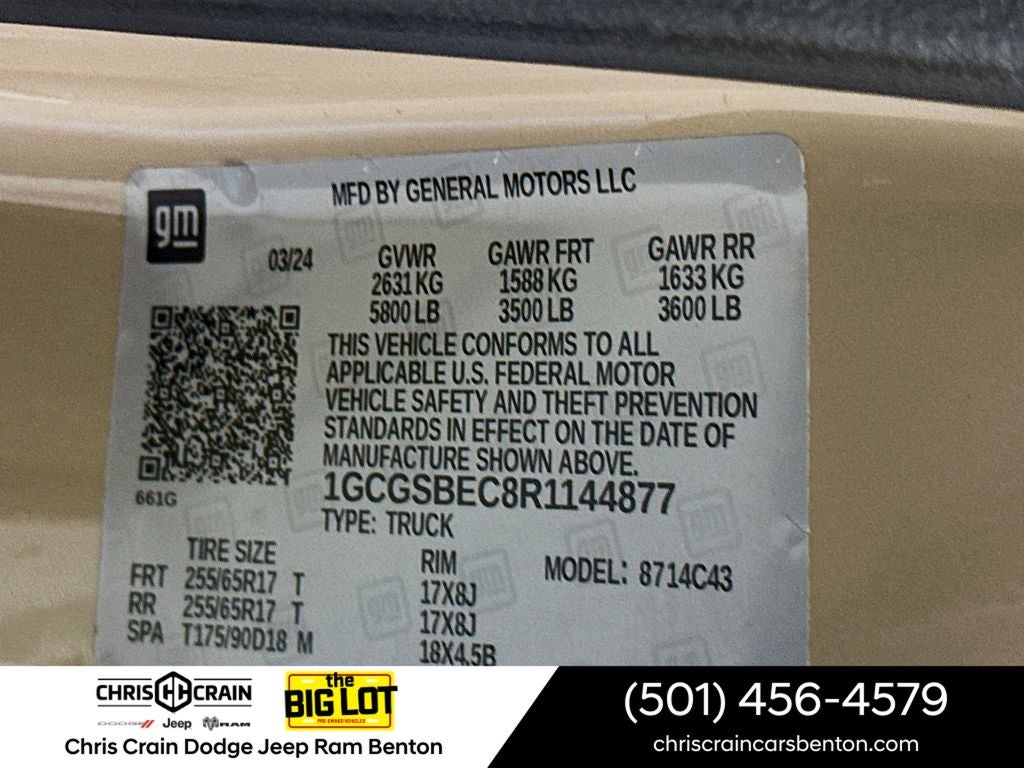 gm
MFD BY GENERAL MOTORS LLC
03/24
GVWR GAWR FRT GAWR RR
2631 KG 1588 KG 1633 KG
5800 LB 3500 LB 3600 LB
THIS VEHICLE CONFORMS TO ALL
APPLICABLE U.S. FEDERAL MOTOR
VEHICLE SAFETY AND THEFT PREVENTION
STANDARDS IN EFFECT ON THE DATE OF
MANUFACTURE SHOWN ABOVE.
661G
1GCGSBEC8R1144877
TYPE: TRUCK
TIRE SIZE RIM MODEL: 8714C43
FRT 255/65R17 T 17X8J
RR 255/65R17 T 17X8J
SPA T175/90D18 M 18X4.5B
CHRIS CRAIN
DODGE Jeep RAM
the
BIG LOT
PRE-OWNED VEHICLES
Chris Crain Dodge Jeep Ram Benton
(501) 456-4579
chriscraincarsbenton.com